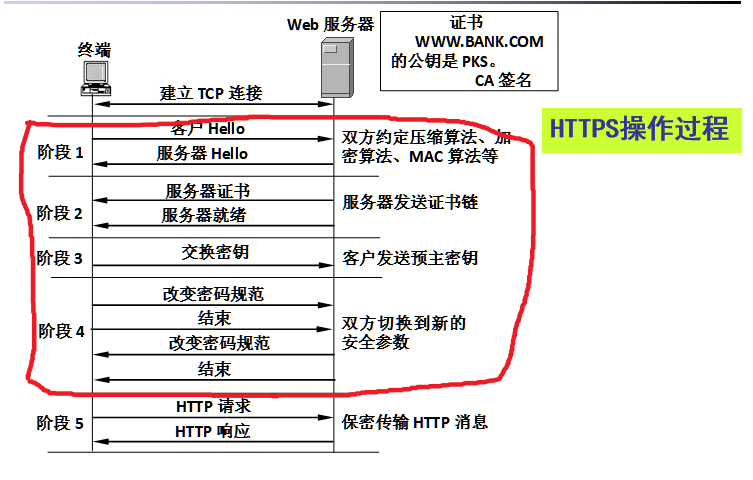 Web 服务器
证书
WWW.BANK.COM
的公钥是 PKS。
CA 签名
终端
建立 TCP 连接
HTTPS操作过程
客户 Hello
阶段 1
服务器 Hello
双方约定压缩算法、加
密算法、MAC 算法等
服务器证书
阶段 2
服务器就绪
服务器发送证书链
阶段 3
交换密钥
客户发送预主密钥
改变密码规范
结束
阶段 4
改变密码规范
结束
双方切换到新的
安全参数
HTTP 请求
阶段 5
HTTP 响应
保密传输 HTTP 消息